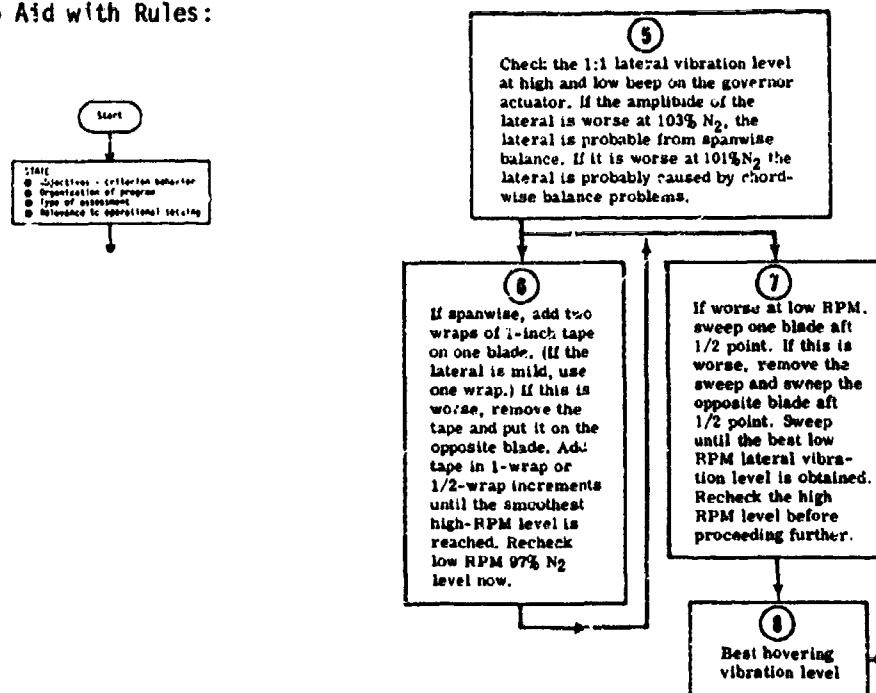 Aid with Rules:
Start
STATE
Objectives - criterion behavior
Organization of program
Type of assessment
Relevance to operational setting
5
Check the 1:1 lateral vibration level
at high and low beep on the governor
actuator. If the amplitude of the
lateral is worse at 103% N2, the
lateral is probable from spanwise
balance. If it is worse at 101% N2 the
lateral is probably caused by chord-
wise balance problems.
6
If spanwise, add two
wraps of 1-inch tape
on one blade. (If the
lateral is mild, use
one wrap.) If this is
worse, remove the
tape and put it on the
opposite blade. Add
tape in 1-wrap or
1/2-wrap increments
until the smoothest
high-RPM level is
reached. Recheck
low RPM 97% N2
level now.
7
If worse at low RPM,
sweep one blade aft
1/2 point. If this is
worse, remove the
sweep and sweep the
opposite blade aft
1/2 point. Sweep
until the best low
RPM lateral vibra-
tion level is obtained.
Recheck the high
RPM level before
proceeding further.
8
Best hovering
vibration level